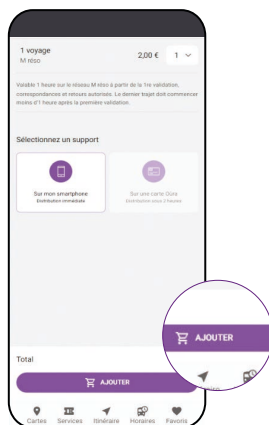 1 voyage
M réso
2,00 €
1
Valable 1 heure sur le réseau M réso à partir de la 1re validation,
correspondances et retours autorisés. Le dernier trajet doit commencer
moins d'1 heure après la première validation.
Sélectionnez un support
Sur mon smartphone
Distribution immédiate
Sur une carte Oùra
Distribution sous 2 heures
Total
AJOUTER
AJOUTER
Cartes
Services
Itinéraire
Horaires
Favoris